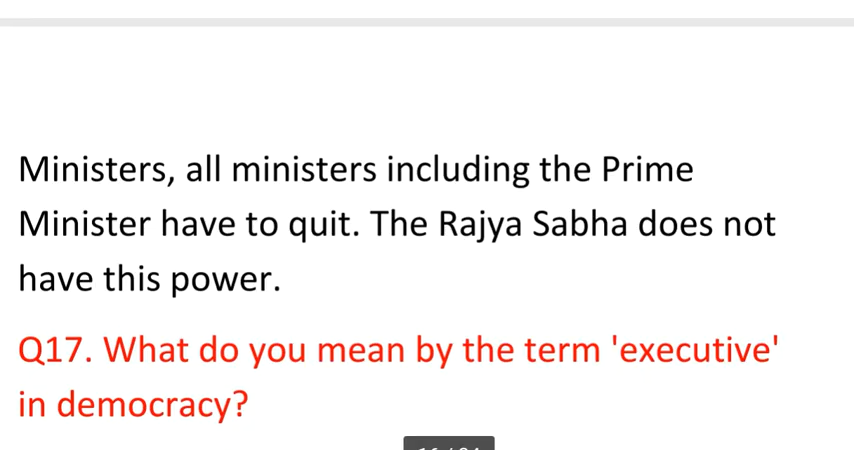 Ministers, all ministers including the Prime
Minister have to quit. The Rajya Sabha does not
have this power.
Q17. What do you mean by the term 'executive'
in democracy?